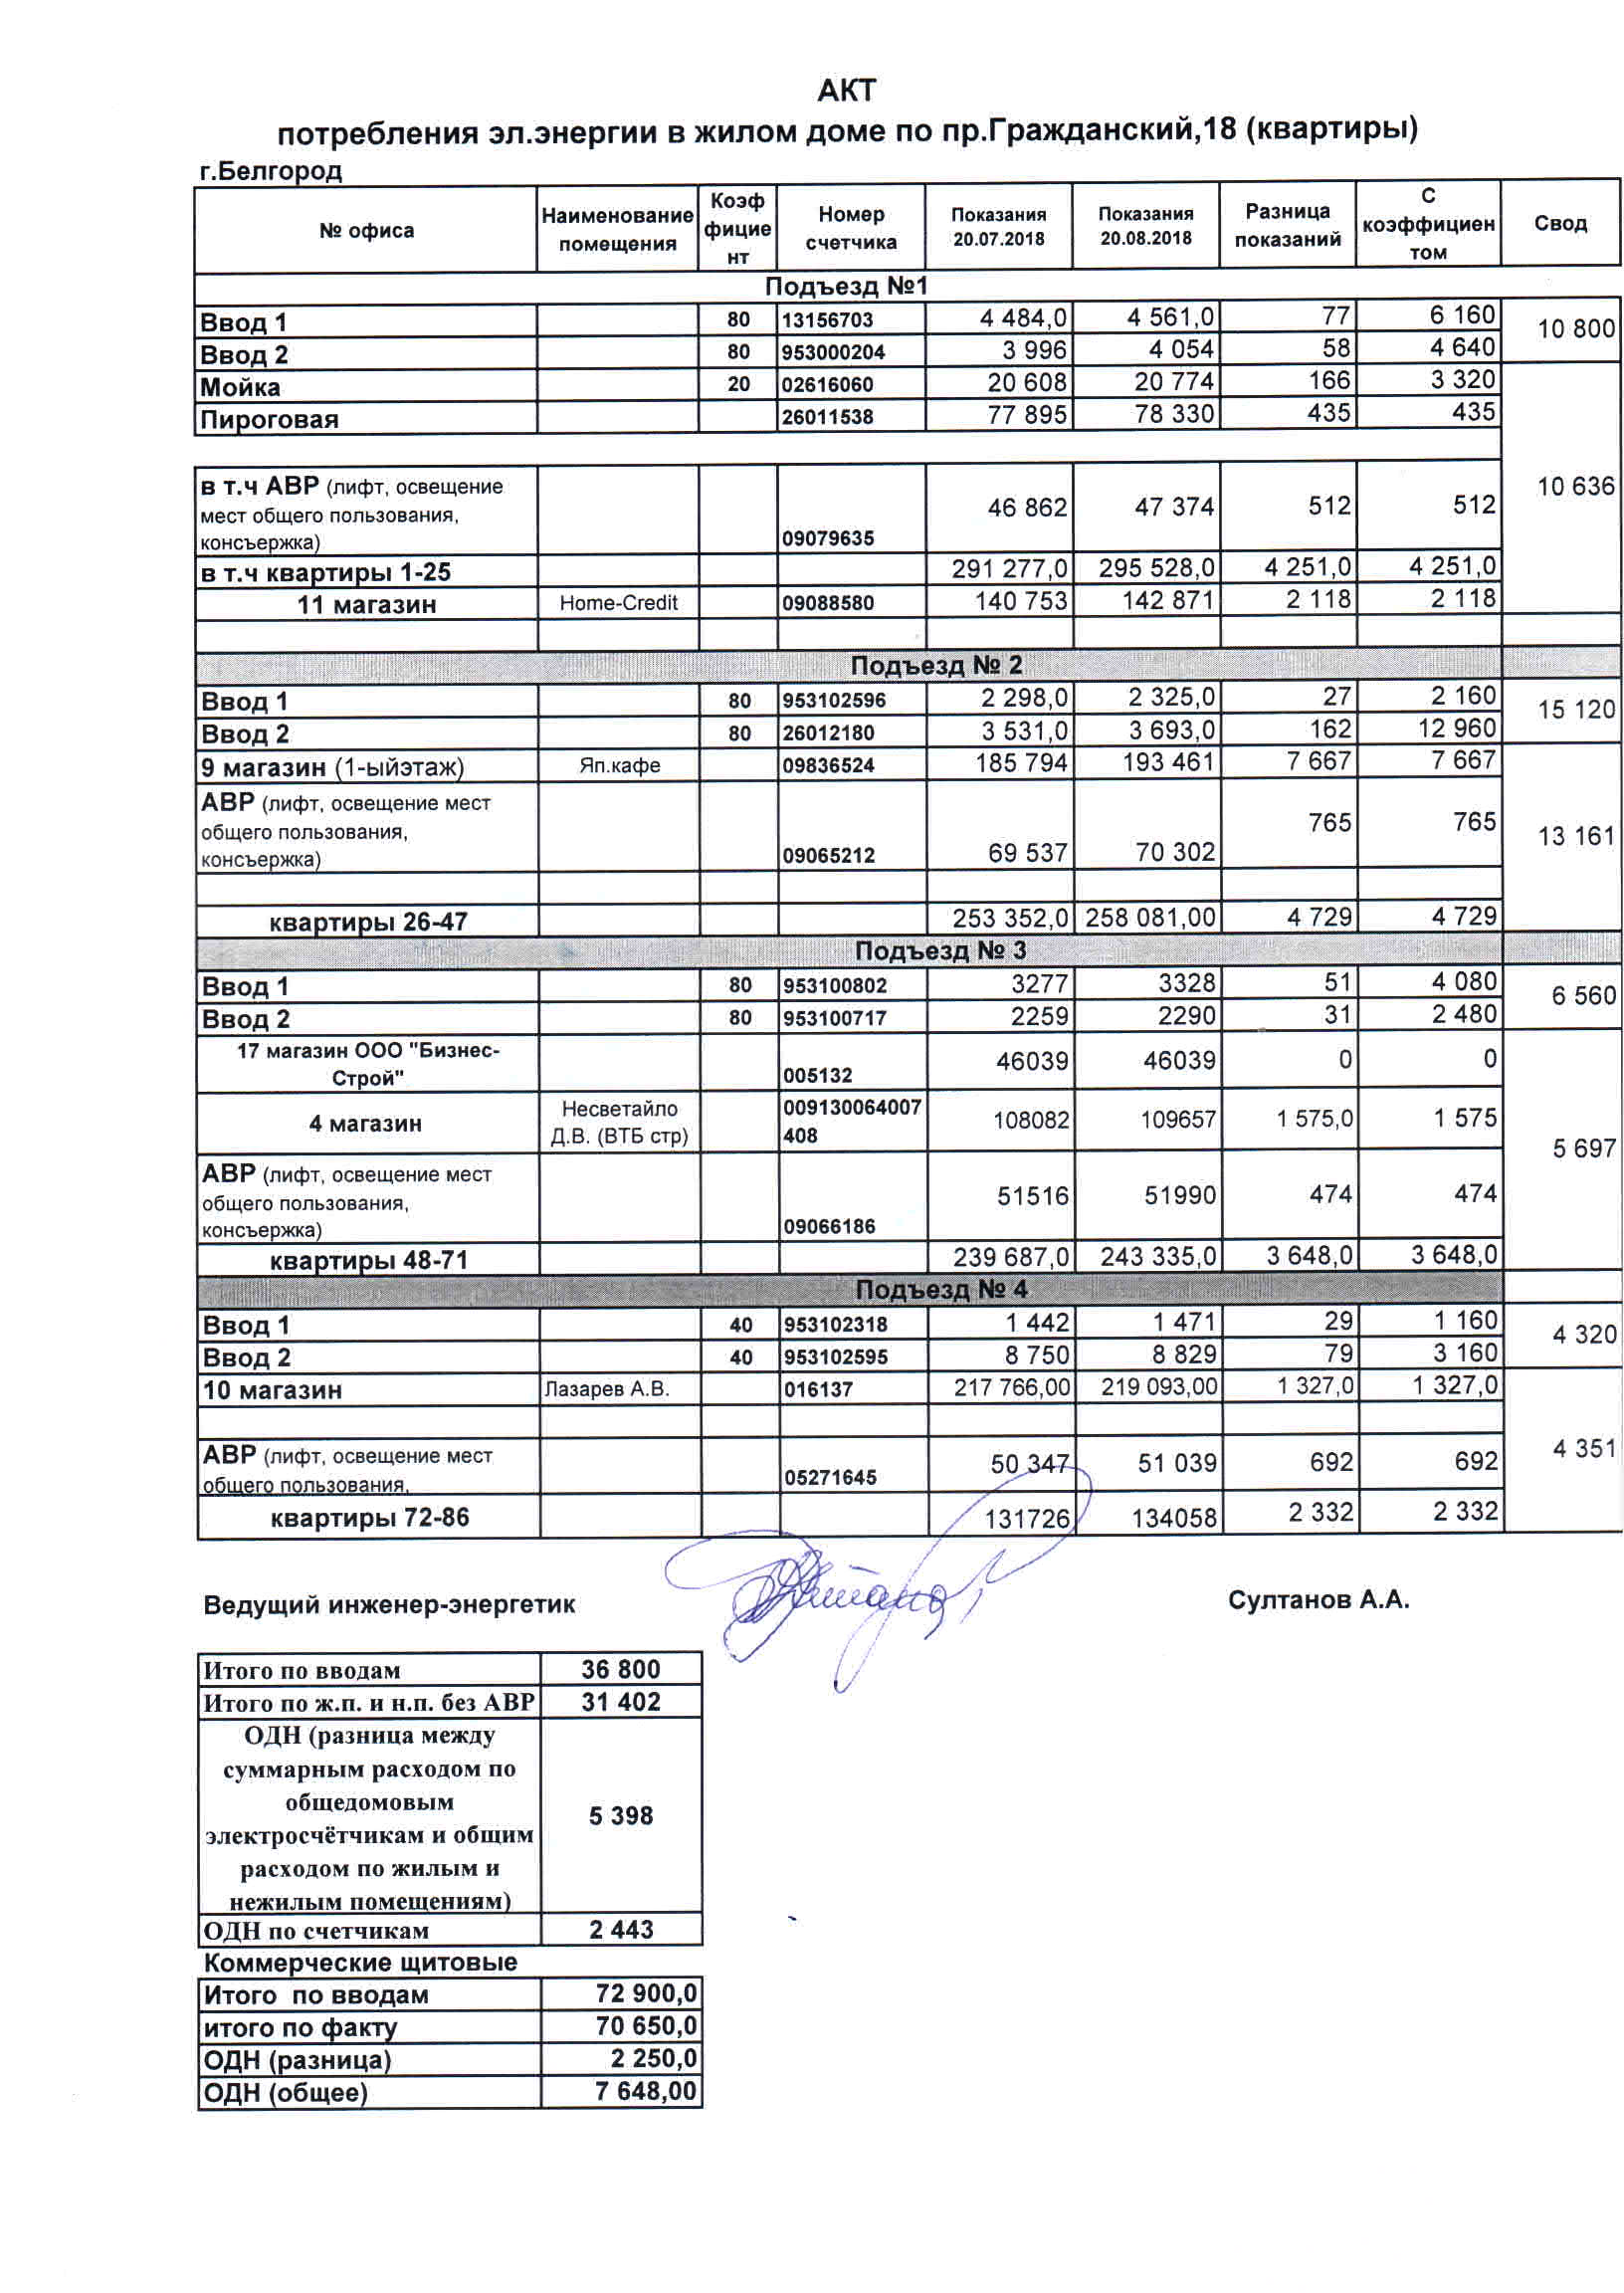 АКТ
потребления эл.энергии в жилом доме по пр.Гражданский,18 (квартиры)
г.Белгород
№ офиса Наименование помещения Коэффициент Номер счетчика Показания 20.07.2018 Показания 20.08.2018 Разница показаний С коэффициентом Свод
Подъезд №1
Ввод 1 80 13156703 4 484,0 4 561,0 77 6 160 10 800
Ввод 2 80 953000204 3 996 4 054 58 4 640
Мойка 20 02616060 20 608 20 774 166 3 320
Пироговая 26011538 77 895 78 330 435 435
10 636
в т.ч АВР (лифт, освещение
мест общего пользования,
консъержка) 09079635 46 862 47 374 512 512
в т.ч квартиры 1-25 291 277,0 295 528,0 4 251,0 4 251,0
11 магазин Home-Credit 09088580 140 753 142 871 2 118 2 118
Подъезд № 2
Ввод 1 80 953102596 2 298,0 2 325,0 27 2 160 15 120
Ввод 2 80 26012180 3 531,0 3 693,0 162 12 960
9 магазин (1-ыйэтаж) Яп.кафе 09836524 185 794 193 461 7 667 7 667
АВР (лифт, освещение мест
общего пользования,
консъержка) 09065212 69 537 70 302 765 765 13 161
квартиры 26-47 253 352,0 258 081,00 4 729 4 729
Подъезд № 3
Ввод 1 80 953100802 3277 3328 51 4 080 6 560
Ввод 2 80 953100717 2259 2290 31 2 480
17 магазин ООО "Бизнес-
Строй" 005132 46039 46039 0 0
4 магазин Несветайло Д.В. (ВТБ стр) 009130064007408 108082 109657 1 575,0 1 575 5 697
АВР (лифт, освещение мест
общего пользования,
консъержка) 09066186 51516 51990 474 474
квартиры 48-71 239 687,0 243 335,0 3 648,0 3 648,0
Подъезд № 4
Ввод 1 40 953102318 1 442 1 471 29 1 160 4 320
Ввод 2 40 953102595 8 750 8 829 79 3 160
10 магазин Лазарев А.В. 016137 217 766,00 219 093,00 1 327,0 1 327,0
АВР (лифт, освещение мест
общего пользования, 05271645 50 347 51 039 692 692 4 351
квартиры 72-86 131726 134058 2 332 2 332
Ведущий инженер-энергетик Султанов А.А.
Итого по вводам 36 800
Итого по ж.п. и н.п. без АВР 31 402
ОДН (разница между
суммарным расходом по
общедомовым
электросчётчикам и общим
расходом по жилым и
нежилым помещениям) 5 398
ОДН по счетчикам 2 443
Коммерческие щитовые
Итого по вводам 72 900,0
итого по факту 70 650,0
ОДН (разница) 2 250,0
ОДН (общее) 7 648,00